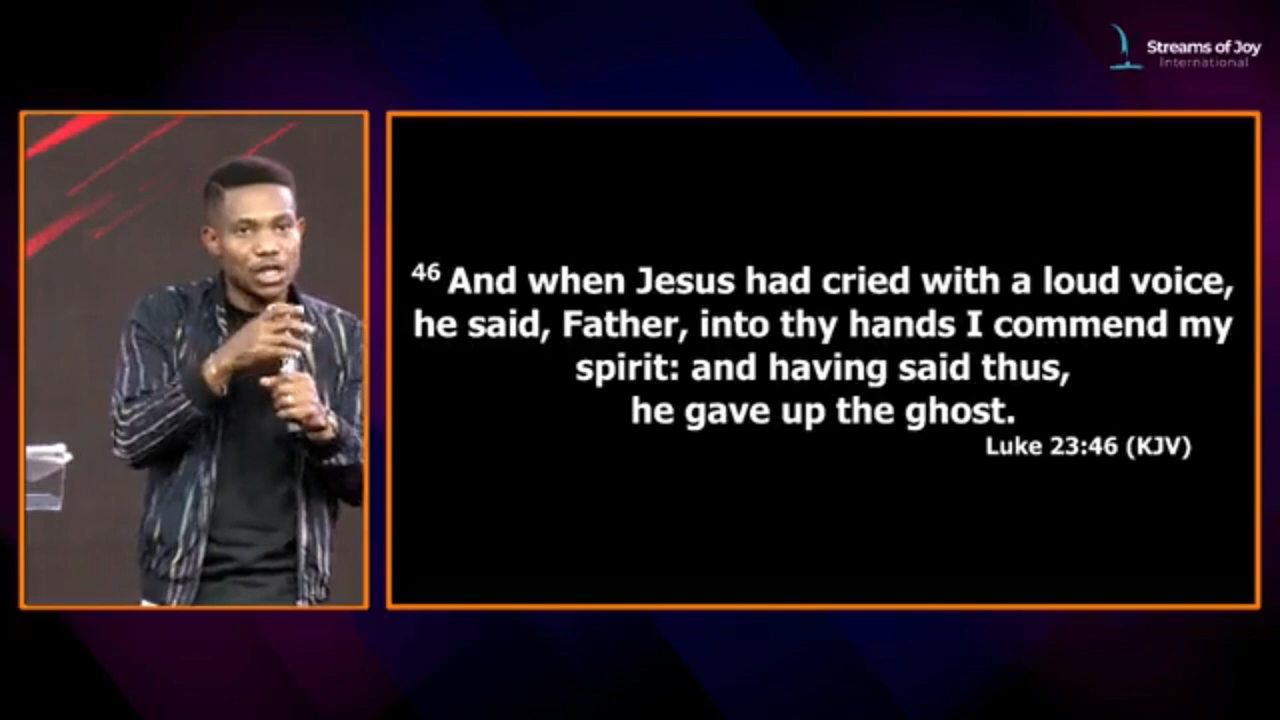 Streams of Joy
International
46 And when Jesus had cried with a loud voice,
he said, Father, into thy hands I commend my
spirit: and having said thus,
he gave up the ghost.
Luke 23:46 (KJV)